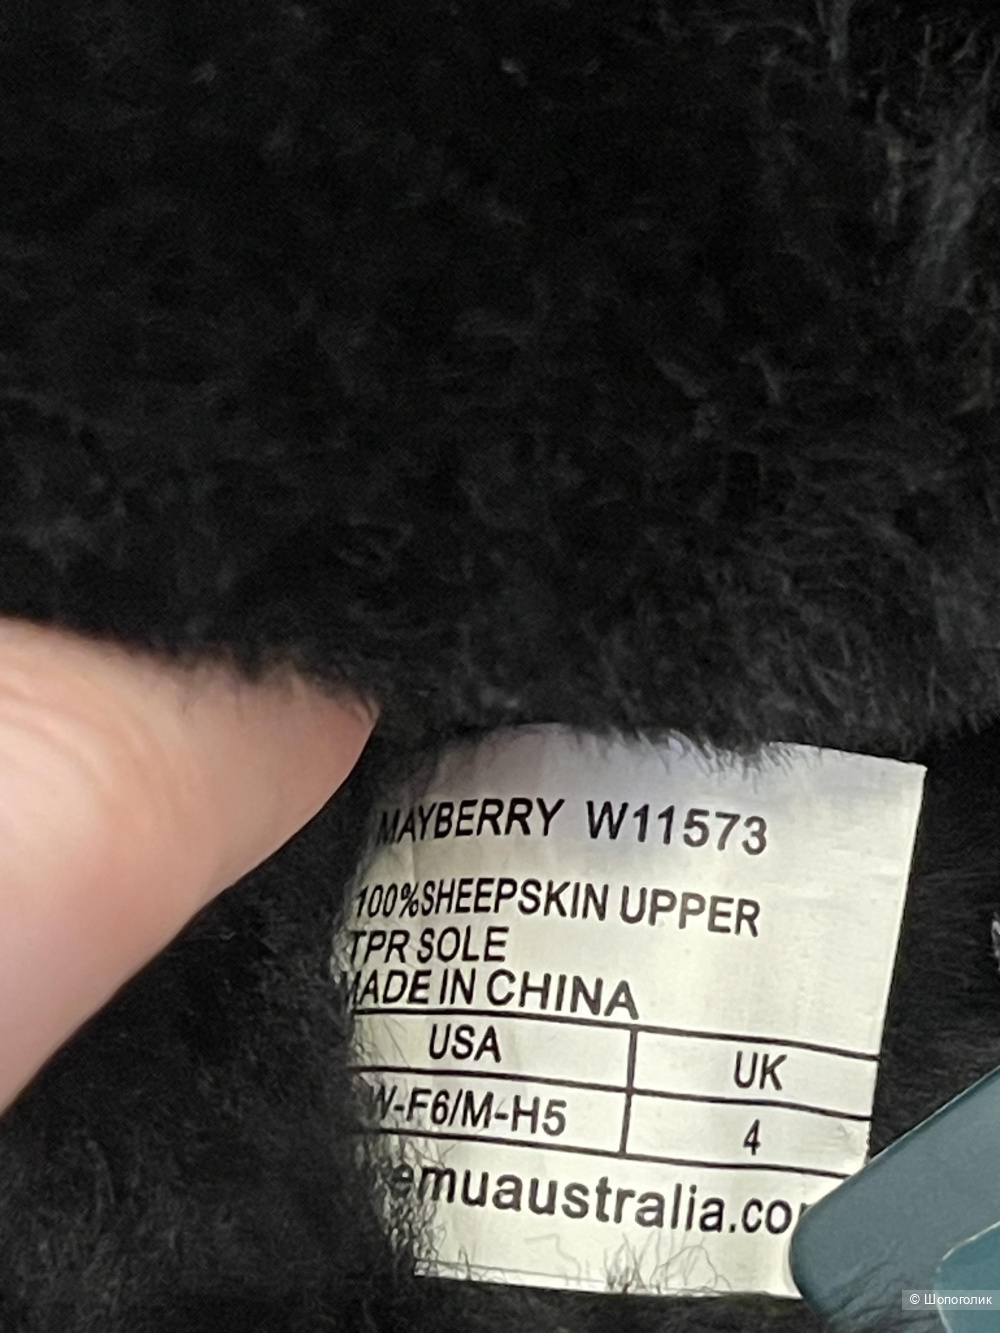 MAYBERRY W11573
100%SHEEPSKIN UPPER
TPR SOLE
MADE IN CHINA
USA UK
W-F6/M-H5 4
emuaustralia.co
© Шопоголик